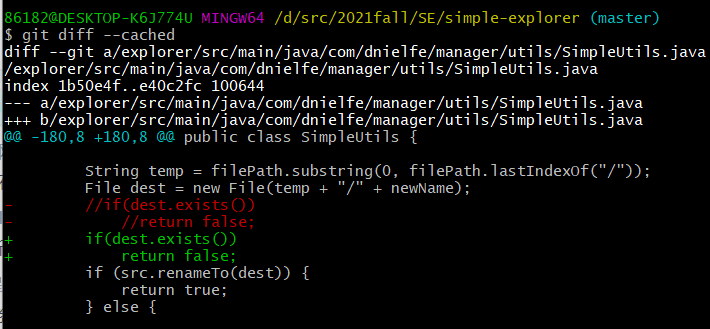 86182@DESKTOP-K6J774U MINGW64 /d/src/2021fall/SE/simple-explorer (master)
$ git diff --cached
diff --git a/explorer/src/main/java/com/dnielfe/manager/utils/SimpleUtils.java
/explorer/src/main/java/com/dnielfe/manager/utils/SimpleUtils.java
index 1b50e4f..e40c2fc 100644
--- a/explorer/src/main/java/com/dnielfe/manager/utils/SimpleUtils.java
+++ b/explorer/src/main/java/com/dnielfe/manager/utils/SimpleUtils.java
@@ -180,8 +180,8 @@ public class SimpleUtils {
        String temp = filePath.substring(0, filePath.lastIndexOf("/"));
        File dest = new File(temp + "/" + newName);
-       //if(dest.exists())
-           //return false;
+       if(dest.exists())
+           return false;
        if (src.renameTo(dest)) {
            return true;
        } else {